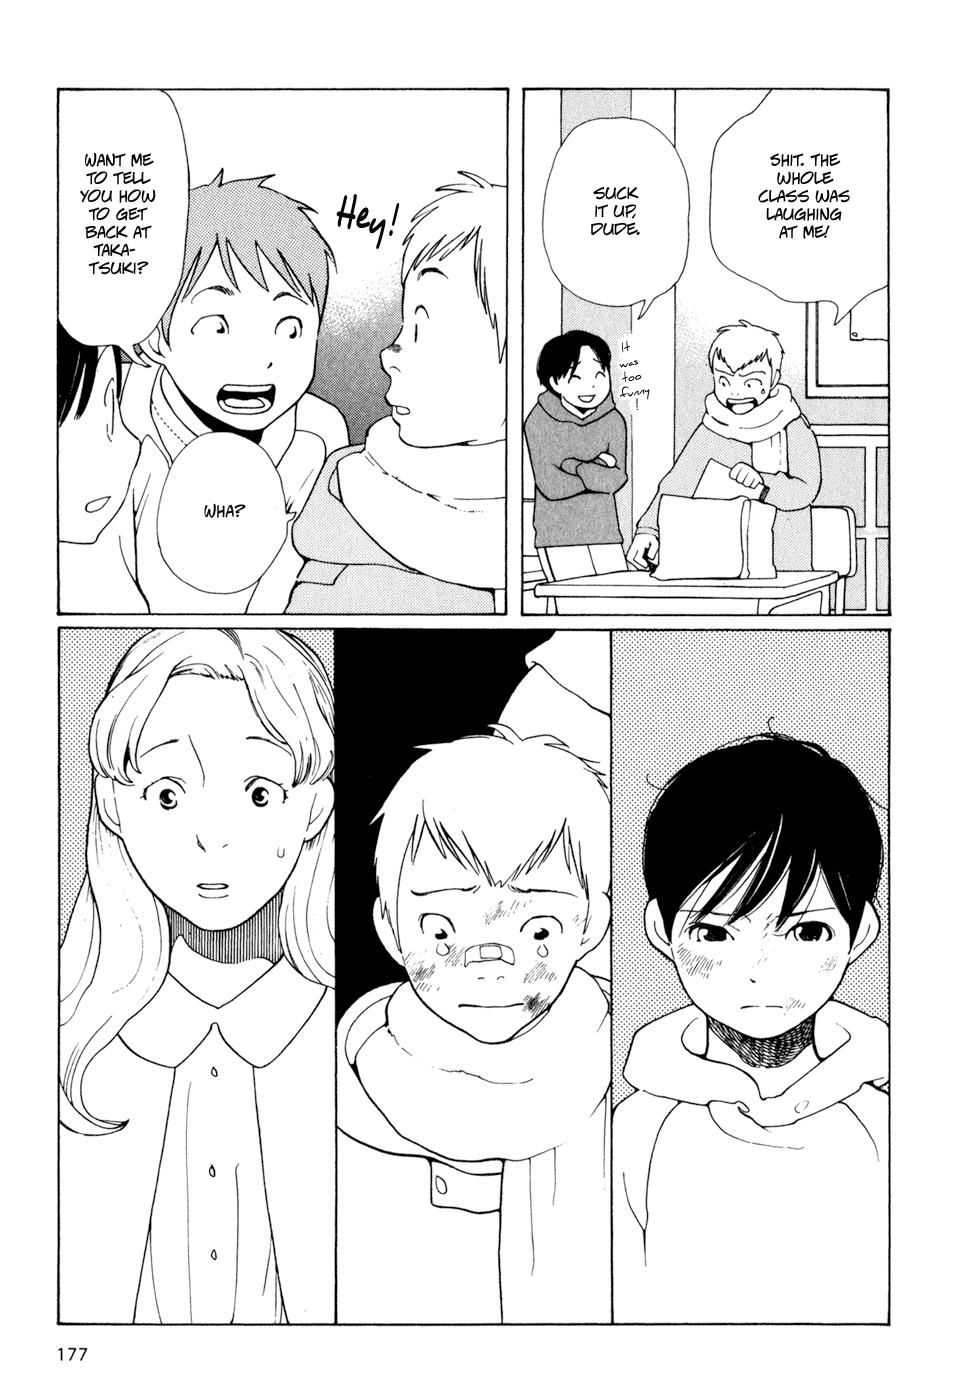 SHIT. THE
WHOLE
CLASS WAS
LAUGHING
AT ME!
SUCK
IT UP,
DUDE.
It
was
too
funny
!
Hey!
WANT ME
TO TELL
YOU HOW
TO GET
BACK AT
TAKA-
TSUKI?
WHA?
177